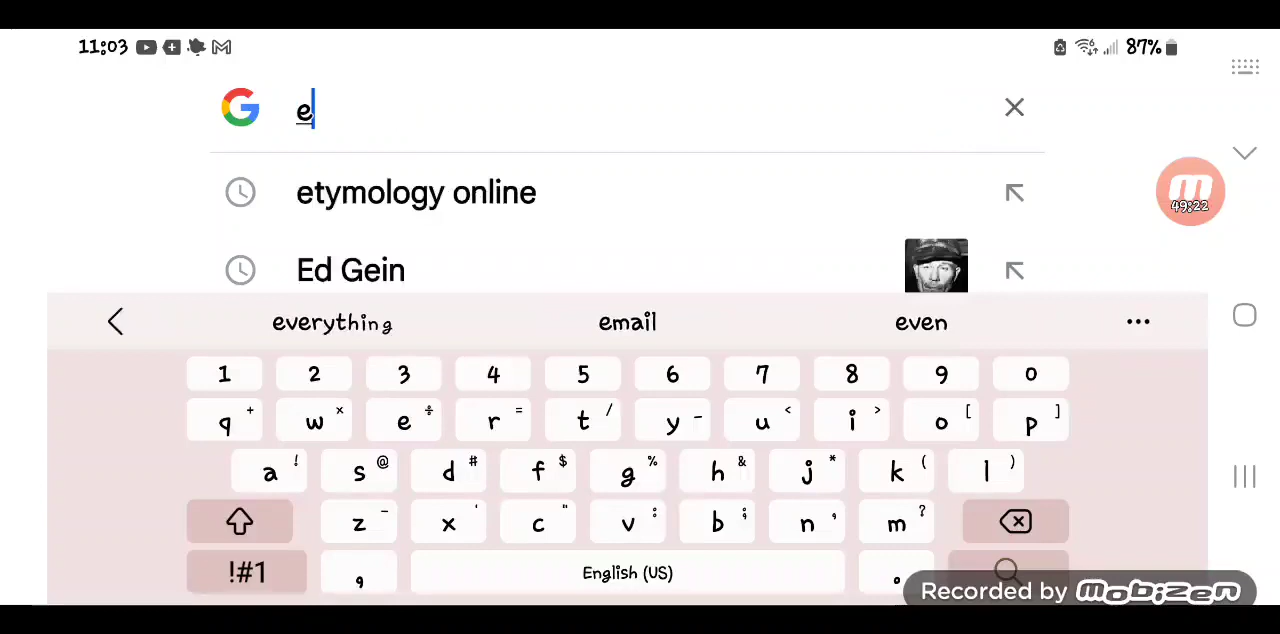 11:03 87%
e
49:22
etymology online
Ed Gein
everything email even
1 2 3 4 5 6 7 8 9 0
q + w × e ÷ r = t / y - u < i > o [ p ]
a ! s @ d # f $ g % h & j * k ( l )
z - x ' c " v : b ; n , m ?
!#1 , English (US) .
Recorded by mobizen